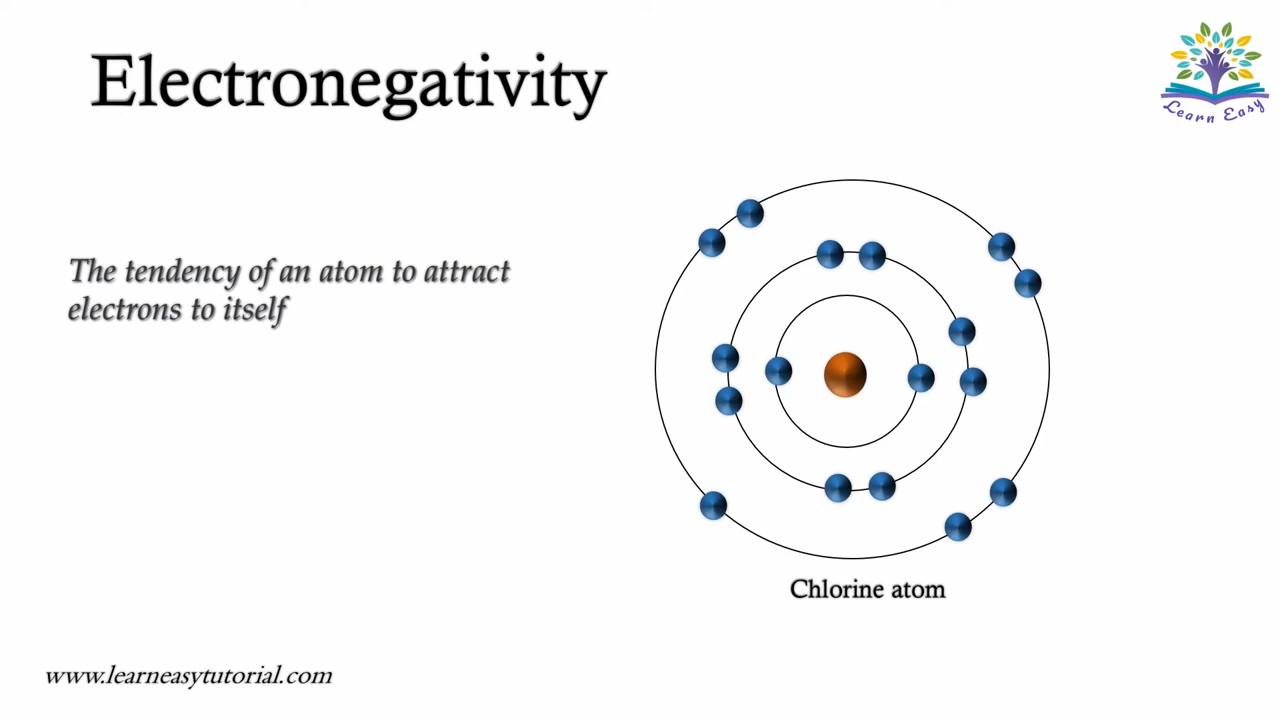 Electronegativity
Learn Easy
The tendency of an atom to attract
electrons to itself
Chlorine atom
www.learneasytutorial.com